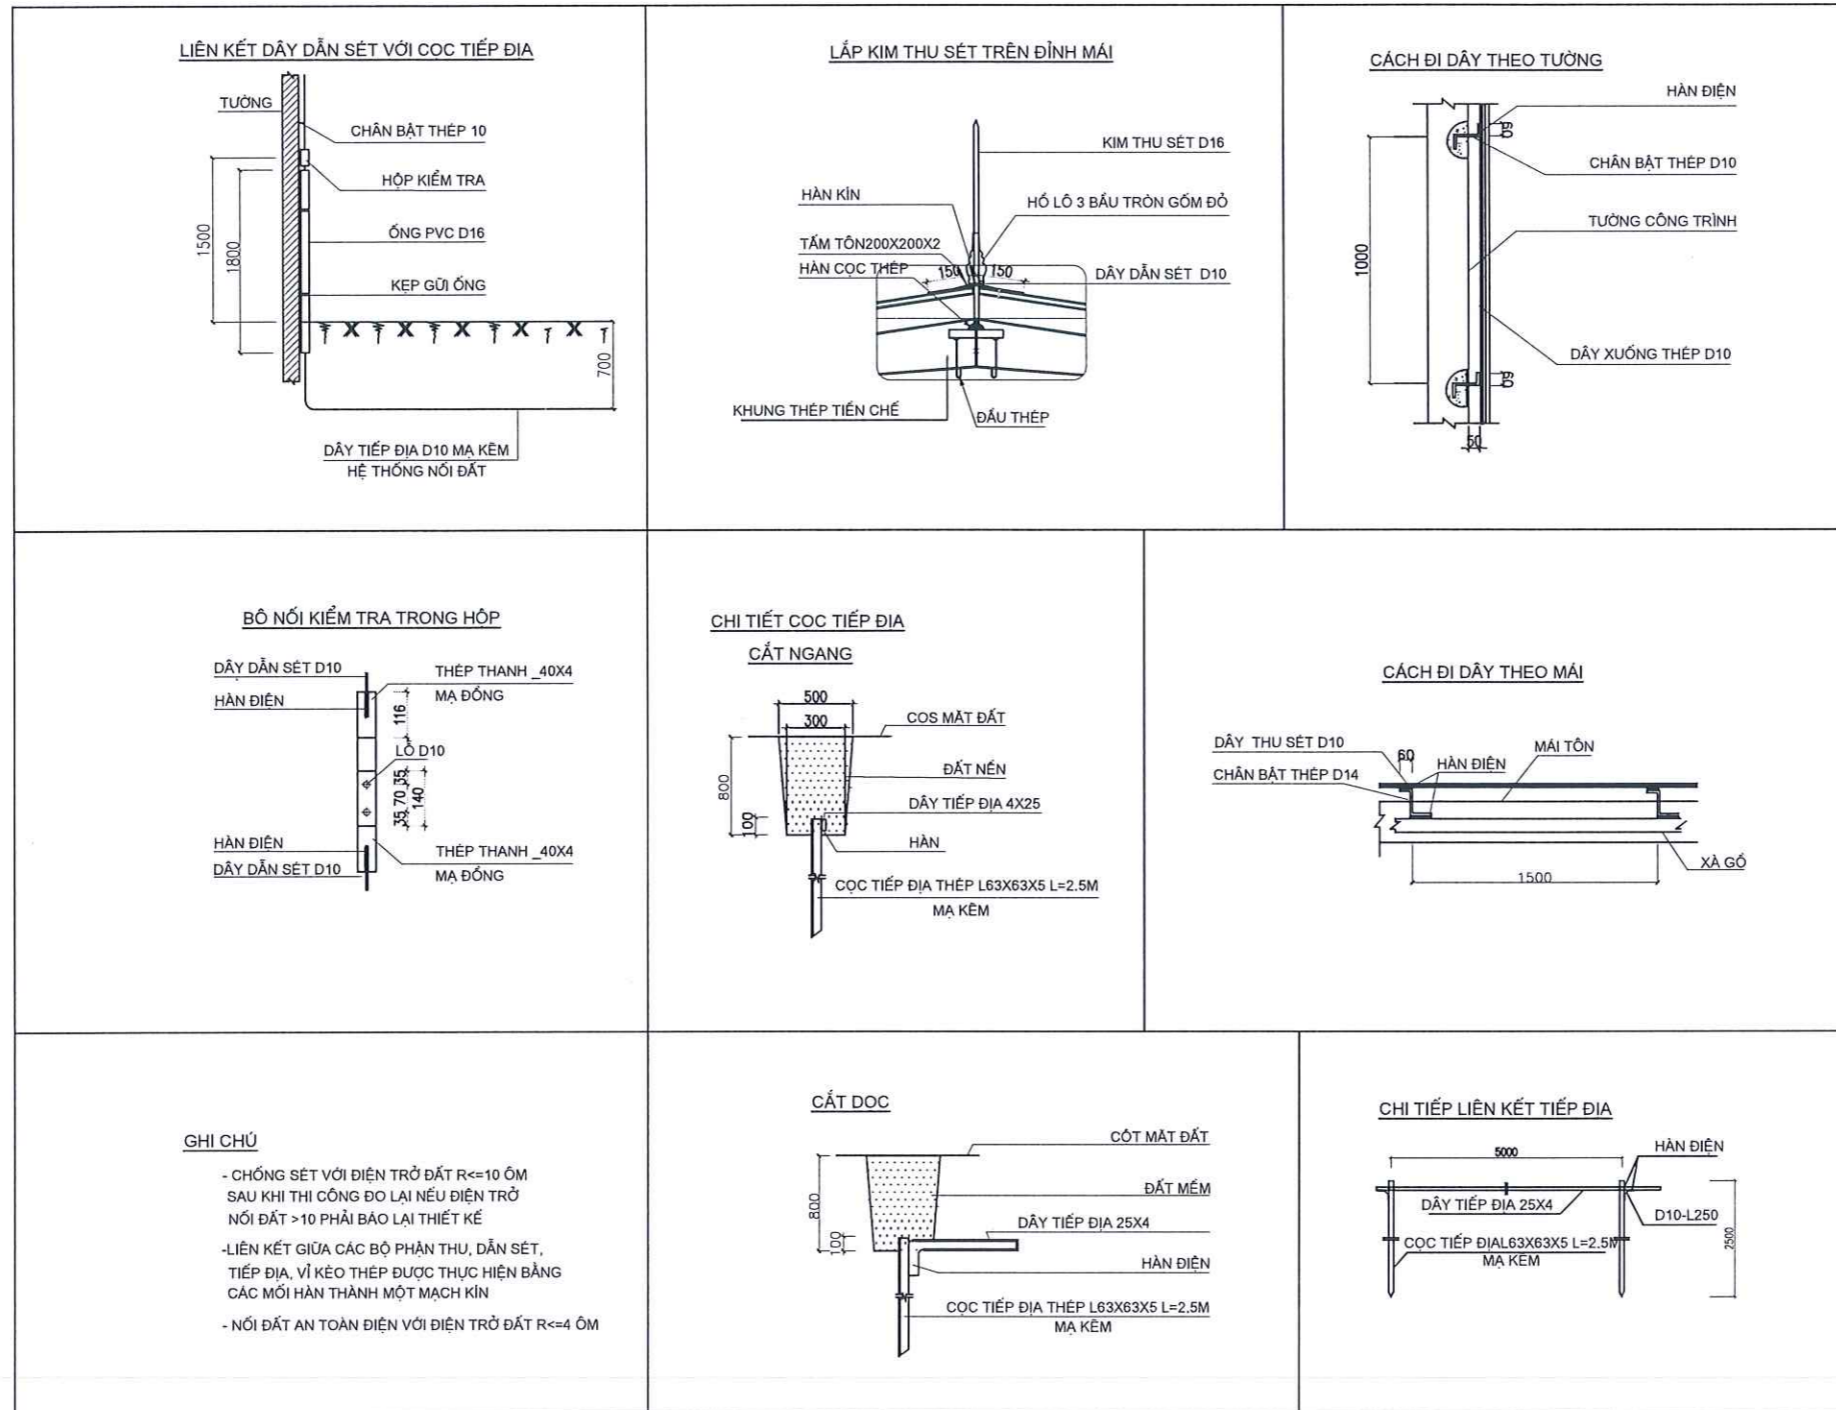 LIÊN KẾT DÂY DẪN SÉT VỚI CỌC TIẾP ĐỊA
TƯỜNG
CHÂN BẬT THÉP 10
HỘP KIỂM TRA
ỐNG PVC D16
KẸP GỮI ỐNG
1500
1800
700
DÂY TIẾP ĐỊA D10 MẠ KẼM
HỆ THỐNG NỐI ĐẤT
LẮP KIM THU SÉT TRÊN ĐỈNH MÁI
KIM THU SÉT D16
HÀN KÍN
HỒ LÔ 3 BẦU TRÒN GỐM ĐỎ
TẤM TÔN200X200X2
HÀN CỌC THÉP
150
150
DÂY DẪN SÉT D10
KHUNG THÉP TIỀN CHẾ
ĐẦU THÉP
CÁCH ĐI DÂY THEO TƯỜNG
HÀN ĐIỆN
60
CHÂN BẬT THÉP D10
TƯỜNG CÔNG TRÌNH
1000
DÂY XUỐNG THÉP D10
60
50
BỘ NỐI KIỂM TRA TRONG HỘP
DÂY DẪN SÉT D10
THÉP THANH _40X4
HÀN ĐIỆN
MẠ ĐỒNG
116
LỖ D10
35 70 35
140
HÀN ĐIỆN
THÉP THANH _40X4
DÂY DẪN SÉT D10
MẠ ĐỒNG
CHI TIẾT CỌC TIẾP ĐỊA
CẮT NGANG
500
300
COS MẶT ĐẤT
800
ĐẤT NỀN
DÂY TIẾP ĐỊA 4X25
100
HÀN
CỌC TIẾP ĐỊA THÉP L63X63X5 L=2.5M
MẠ KẼM
CÁCH ĐI DÂY THEO MÁI
DÂY THU SÉT D10
60
HÀN ĐIỆN
MÁI TÔN
CHÂN BẬT THÉP D14
XÀ GỒ
1500
GHI CHÚ
- CHỐNG SÉT VỚI ĐIỆN TRỞ ĐẤT R<=10 ÔM
SAU KHI THI CÔNG ĐO LẠI NẾU ĐIỆN TRỞ
NỐI ĐẤT >10 PHẢI BÁO LẠI THIẾT KẾ
-LIÊN KẾT GIỮA CÁC BỘ PHẬN THU, DẪN SÉT,
TIẾP ĐỊA, VÌ KÈO THÉP ĐƯỢC THỰC HIỆN BẰNG
CÁC MỐI HÀN THÀNH MỘT MẠCH KÍN
- NỐI ĐẤT AN TOÀN ĐIỆN VỚI ĐIỆN TRỞ ĐẤT R<=4 ÔM
CẮT DỌC
CỐT MẶT ĐẤT
800
ĐẤT MỀM
DÂY TIẾP ĐỊA 25X4
100
HÀN ĐIỆN
CỌC TIẾP ĐỊA THÉP L63X63X5 L=2.5M
MẠ KẼM
CHI TIẾP LIÊN KẾT TIẾP ĐỊA
5000
HÀN ĐIỆN
DÂY TIẾP ĐỊA 25X4
D10-L250
CỌC TIẾP ĐỊAL63X63X5 L=2.5M
MẠ KẼM
2500